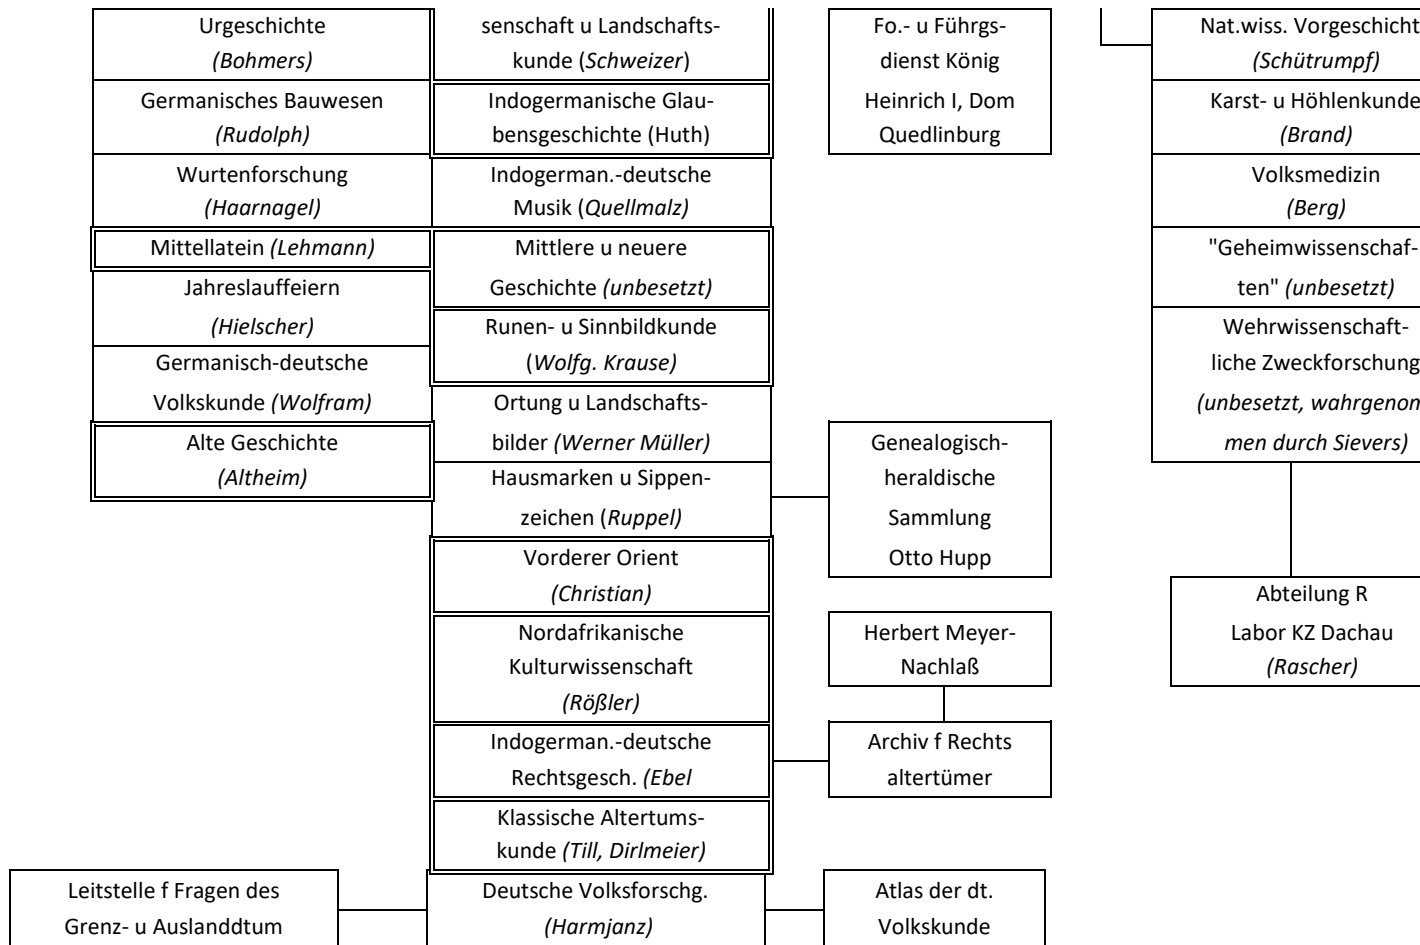 Urgeschichte
(Bohmers)
Germanisches Bauwesen
(Rudolph)
Wurtenforschung
(Haarnagel)
Mittellatein (Lehmann)
Jahreslauffeiern
(Hielscher)
Germanisch-deutsche
Volkskunde (Wolfram)
Alte Geschichte
(Altheim)
senschaft u Landschafts-
kunde (Schweizer)
Indogermanische Glau-
bensgeschichte (Huth)
Indogerman.-deutsche
Musik (Quellmalz)
Mittlere u neuere
Geschichte (unbesetzt)
Runen- u Sinnbildkunde
(Wolfg. Krause)
Ortung u Landschafts-
bilder (Werner Müller)
Hausmarken u Sippen-
zeichen (Ruppel)
Vorderer Orient
(Christian)
Nordafrikanische
Kulturwissenschaft
(Rößler)
Indogerman.-deutsche
Rechtsgesch. (Ebel
Klassische Altertums-
kunde (Till, Dirlmeier)
Fo.- u Führgs-
dienst König
Heinrich I, Dom
Quedlinburg
Genealogisch-
heraldische
Sammlung
Otto Hupp
Herbert Meyer-
Nachlaß
Archiv f Rechts
altertümer
Nat.wiss. Vorgeschicht
(Schütrumpf)
Karst- u Höhlenkunde
(Brand)
Volksmedizin
(Berg)
"Geheimwissenschaf-
ten" (unbesetzt)
Wehrwissenschaft-
liche Zweckforschung
(unbesetzt, wahrgenom
men durch Sievers)
Abteilung R
Labor KZ Dachau
(Rascher)
Leitstelle f Fragen des
Grenz- u Auslanddtum
Deutsche Volksforschg.
(Harmjanz)
Atlas der dt.
Volkskunde